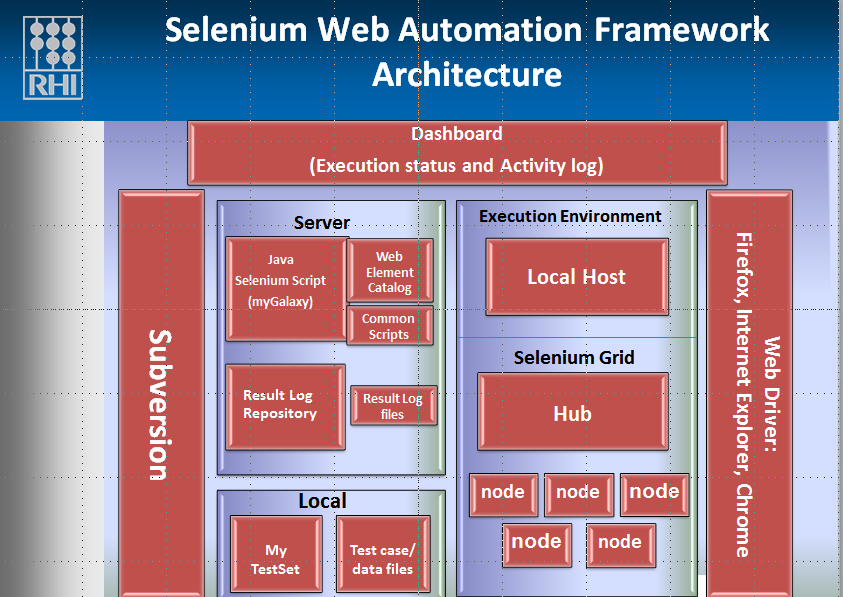 Selenium Web Automation Framework
Architecture
RHI
Dashboard
(Execution status and Activity log)
Subversion
Server
Java
Selenium Script
(myGalaxy)
Web
Element
Catalog
Common
Scripts
Result Log
Repository
Result Log
files
Local
My
TestSet
Test case/
data files
Execution Environment
Local Host
Selenium Grid
Hub
node
node
node
node
node
Web Driver:
Firefox, Internet Explorer, Chrome